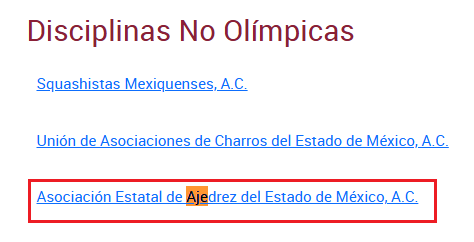 Disciplinas No Olímpicas
Squashistas Mexiquenses, A.C.
Unión de Asociaciones de Charros del Estado de México, A.C.
Asociación Estatal de Ajedrez del Estado de México, A.C.